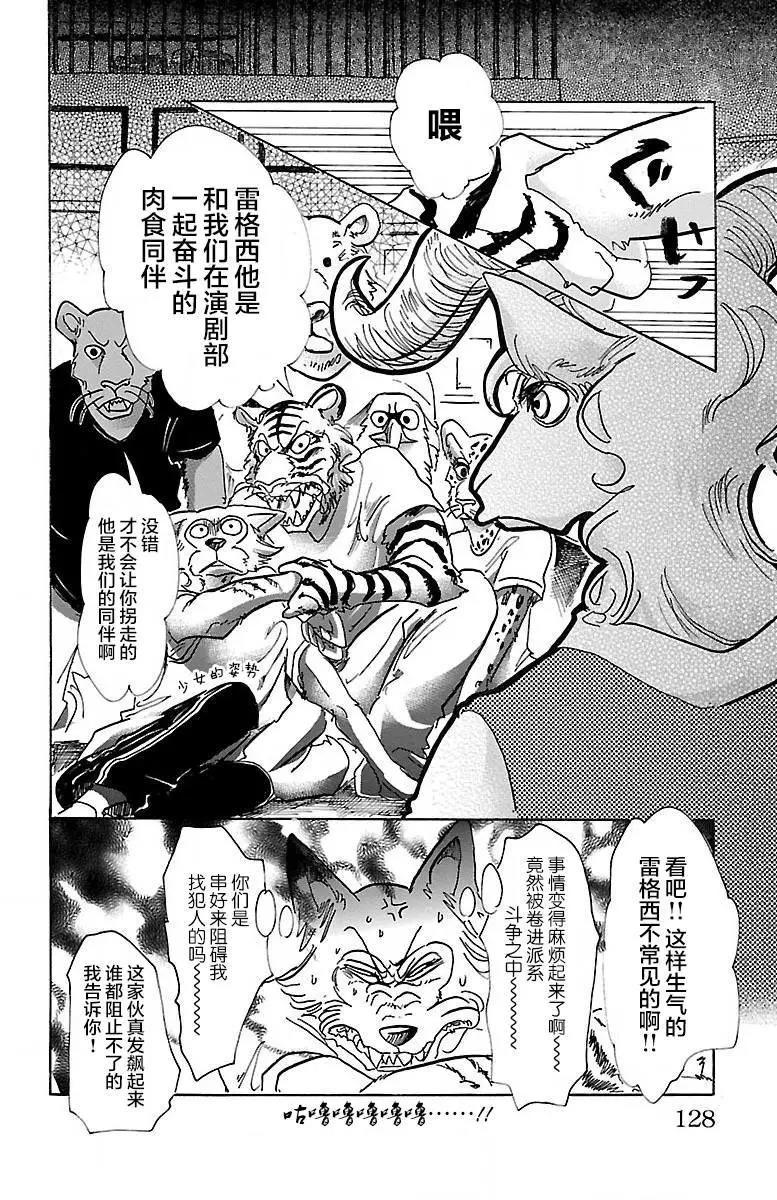 喂
雷格西他是
和我们在演剧部
一起奋斗的
肉食同伴
没错
才不会让你拐走的
他是我们的同伴啊
少女的姿势
看吧!! 这样生气的
雷格西不常见的啊!!
事情变得麻烦起来了啊~~~
竟然被卷进派系
斗争之中~~~~
你们是
串好来阻碍我
找犯人的吗~~~~
这家伙真发飙起来
谁都阻止不了的
我告诉你！
咕噜噜噜噜噜……!!
128